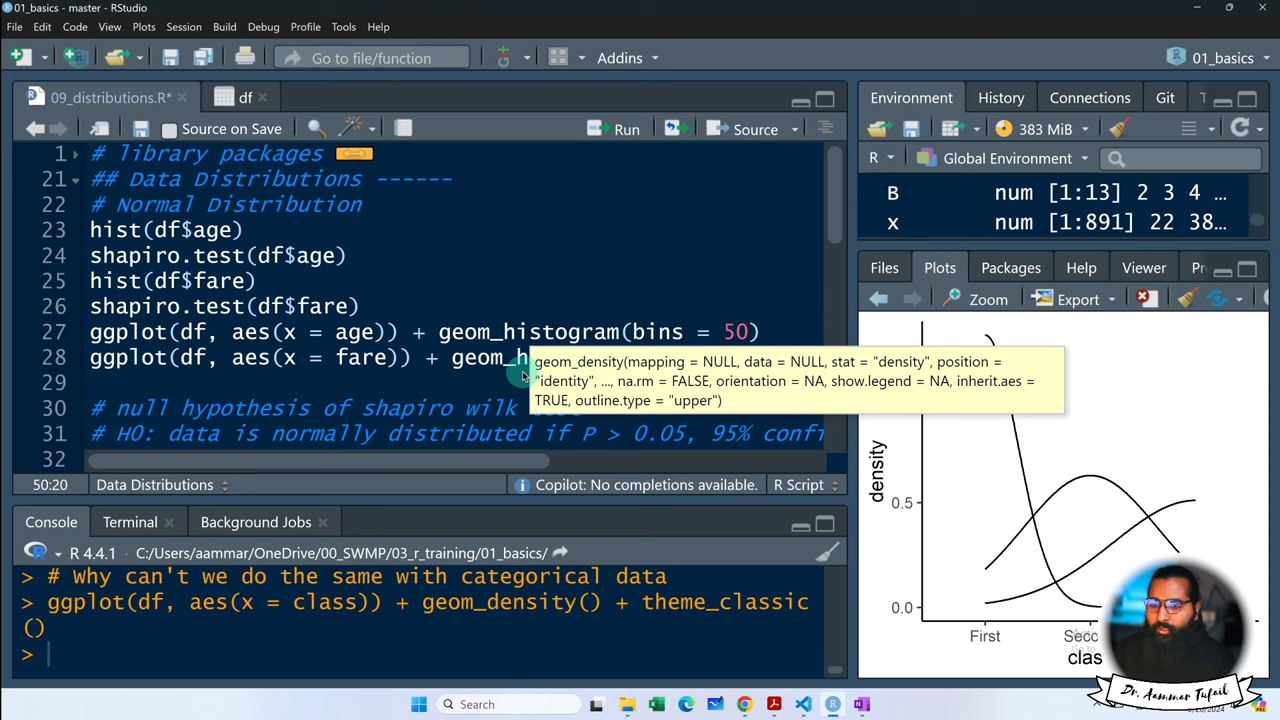 01_basics - master - RStudio
File Edit Code View Plots Session Build Debug Profile Tools Help
Go to file/function
Addins
01_basics
09_distributions.R*
df
Source on Save
Run
Source
1 # library packages
21 ## Data Distributions ------
22 # Normal Distribution
23 hist(df$age)
24 shapiro.test(df$age)
25 hist(df$fare)
26 shapiro.test(df$fare)
27 ggplot(df, aes(x = age)) + geom_histogram(bins = 50)
28 ggplot(df, aes(x = fare)) + geom_h
geom_density(mapping = NULL, data = NULL, stat = "density", position =
"identity", ..., na.rm = FALSE, orientation = NA, show.legend = NA, inherit.aes =
TRUE, outline.type = "upper")
29
30 # null hypothesis of shapiro wilk
31 # H0: data is normally distributed if P > 0.05, 95% confi
32
50:20
Data Distributions
Copilot: No completions available.
R Script
Console
Terminal
Background Jobs
R 4.4.1 C:/Users/aammar/OneDrive/00_SWMP/03_r_training/01_basics/
> # Why can't we do the same with categorical data
> ggplot(df, aes(x = class)) + geom_density() + theme_classic
()
>
Environment History Connections Git
383 MiB
R
Global Environment
B num [1:13] 2 3 4 ...
x num [1:891] 22 38...
Files Plots Packages Help Viewer
Zoom
Export
density
0.5
0.0
First
clas
Dr. Aammar Tufail
Search